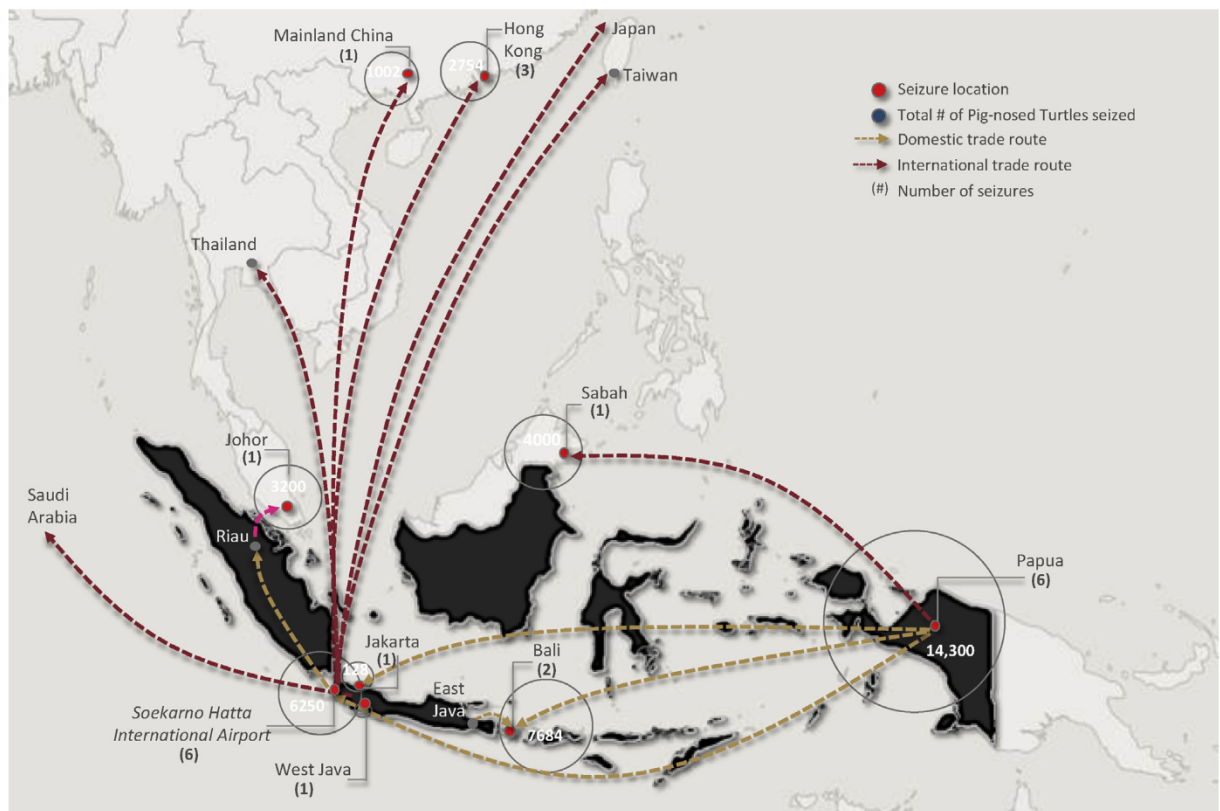 Mainland China
(1)
1002
Hong
Kong
(3)
2754
Japan
Taiwan
Seizure location
Total # of Pig-nosed Turtles seized
Domestic trade route
International trade route
(#) Number of seizures
Thailand
Sabah
(1)
4000
Johor
(1)
3200
Saudi
Arabia
Riau
Papua
(6)
14,300
Jakarta
(1)
128
Bali
(2)
East
Java
7684
6250
Soekarno Hatta
International Airport
(6)
West Java
(1)